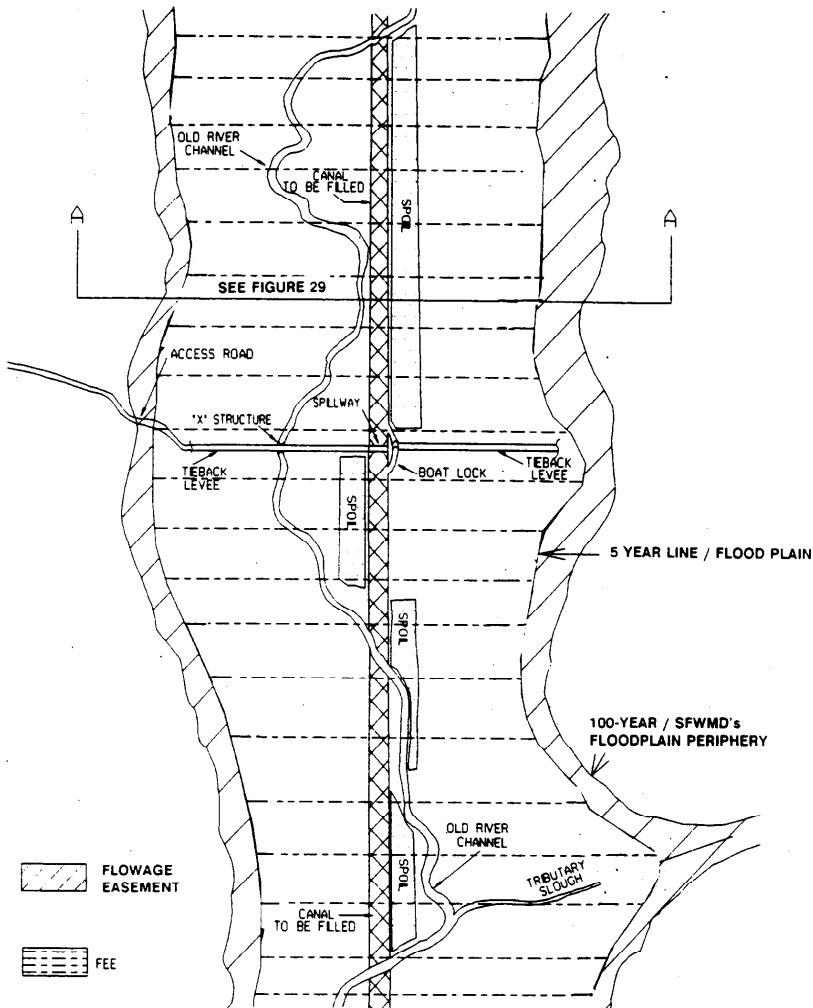 OLD RIVER
CHANNEL
CANAL
TO BE FILLED
SPOIL
A
A
SEE FIGURE 29
ACCESS ROAD
"X" STRUCTURE
SPILLWAY
TIEBACK
LEVEE
BOAT LOCK
TIEBACK
LEVEE
SPOIL
5 YEAR LINE / FLOOD PLAIN
SPOIL
100-YEAR / SFWMD's
FLOODPLAIN PERIPHERY
OLD RIVER
CHANNEL
SPOIL
TRIBUTARY
SLOUGH
FLOWAGE
EASEMENT
CANAL
TO BE FILLED
FEE